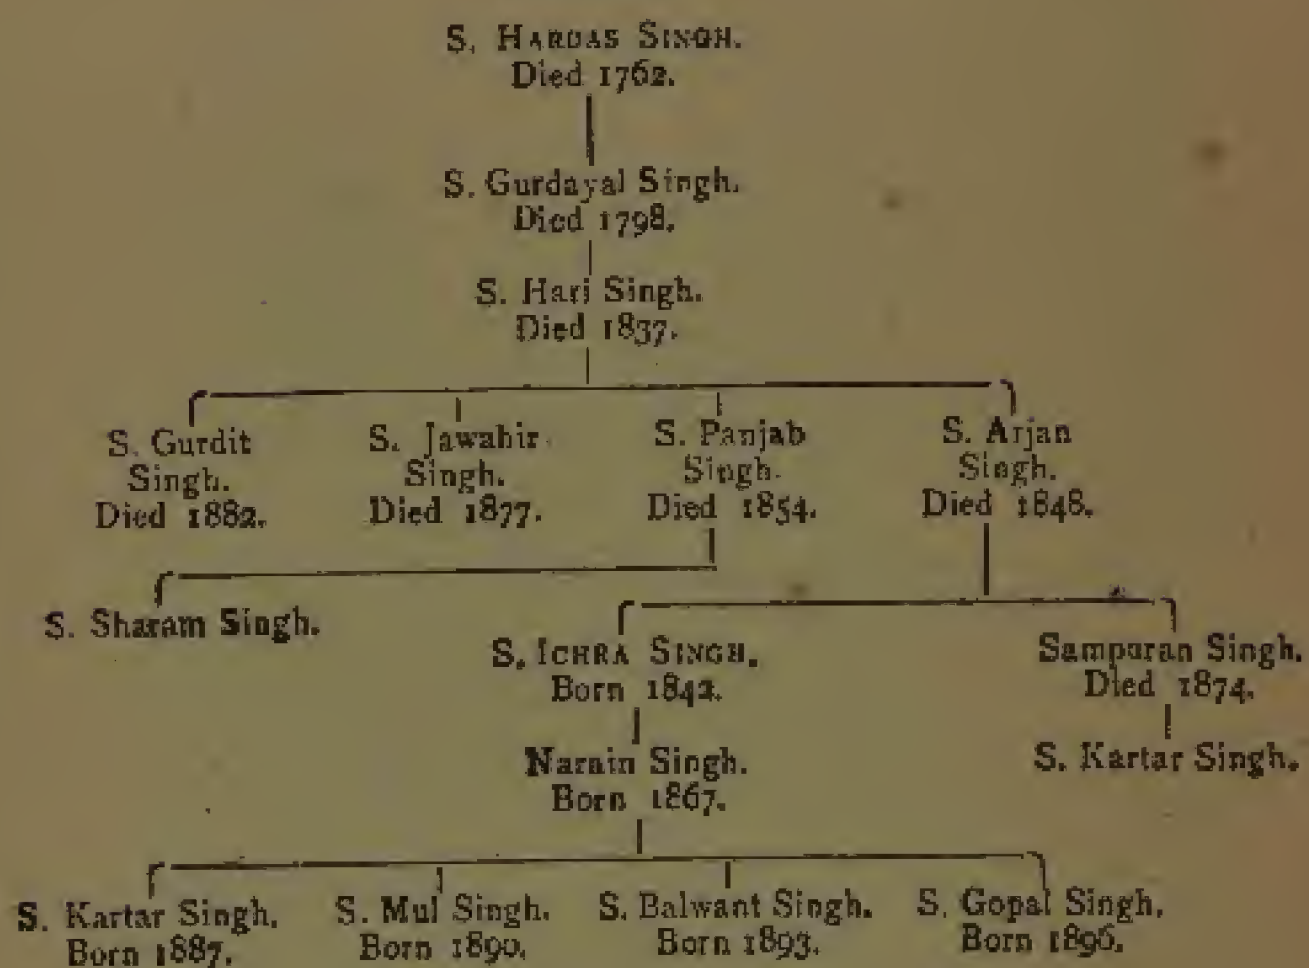 S. HARDAS SINGH.
Died 1762.
S. Gurdayal Singh.
Died 1798.
S. Hari Singh.
Died 1837.
S. Gurdit
Singh.
Died 1882.
S. Jawahir
Singh.
Died 1877.
S. Panjab
Singh.
Died 1854.
S. Arjan
Singh.
Died 1848.
S. Sharam Singh.
S. ICHRA SINGH.
Born 1842.
Sampuran Singh.
Died 1874.
Narain Singh.
Born 1867.
S. Kartar Singh.
S. Kartar Singh.
Born 1887.
S. Mul Singh.
Born 1890.
S. Balwant Singh.
Born 1893.
S. Gopal Singh.
Born 1896.